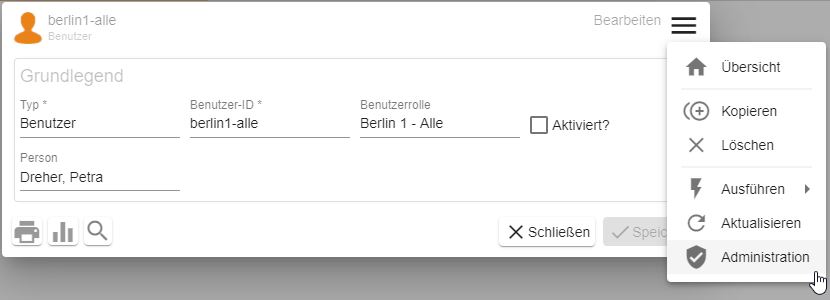 berlin1-alle
Benutzer
Bearbeiten
Grundlegend
Typ *
Benutzer-ID *
Benutzerrolle
Benutzer
berlin1-alle
Berlin 1 - Alle
Aktiviert?
Person
Dreher, Petra
Schließen
Speic
Übersicht
Kopieren
Löschen
Ausführen
Aktualisieren
Administration